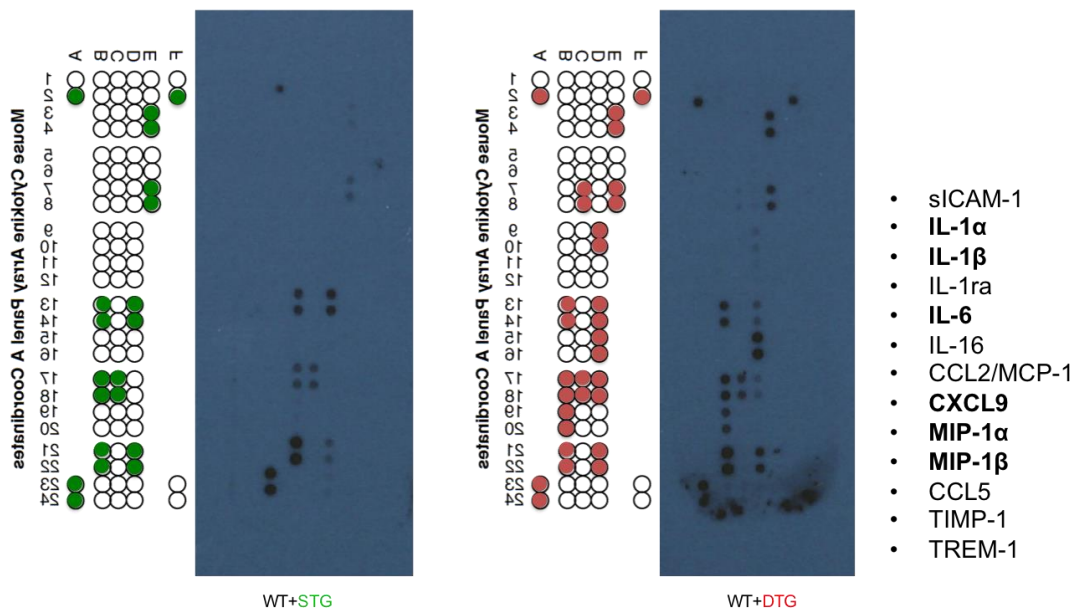 Mouse Cytokine Array Panel A Coordinates
A B C D E F
1
2
3
4
5
6
7
8
9
10
11
12
13
14
15
16
17
18
19
20
21
22
23
24
WT+STG
Mouse Cytokine Array Panel A Coordinates
A B C D E F
1
2
3
4
5
6
7
8
9
10
11
12
13
14
15
16
17
18
19
20
21
22
23
24
WT+DTG
• sICAM-1
• IL-1α
• IL-1β
• IL-1ra
• IL-6
• IL-16
• CCL2/MCP-1
• CXCL9
• MIP-1α
• MIP-1β
• CCL5
• TIMP-1
• TREM-1